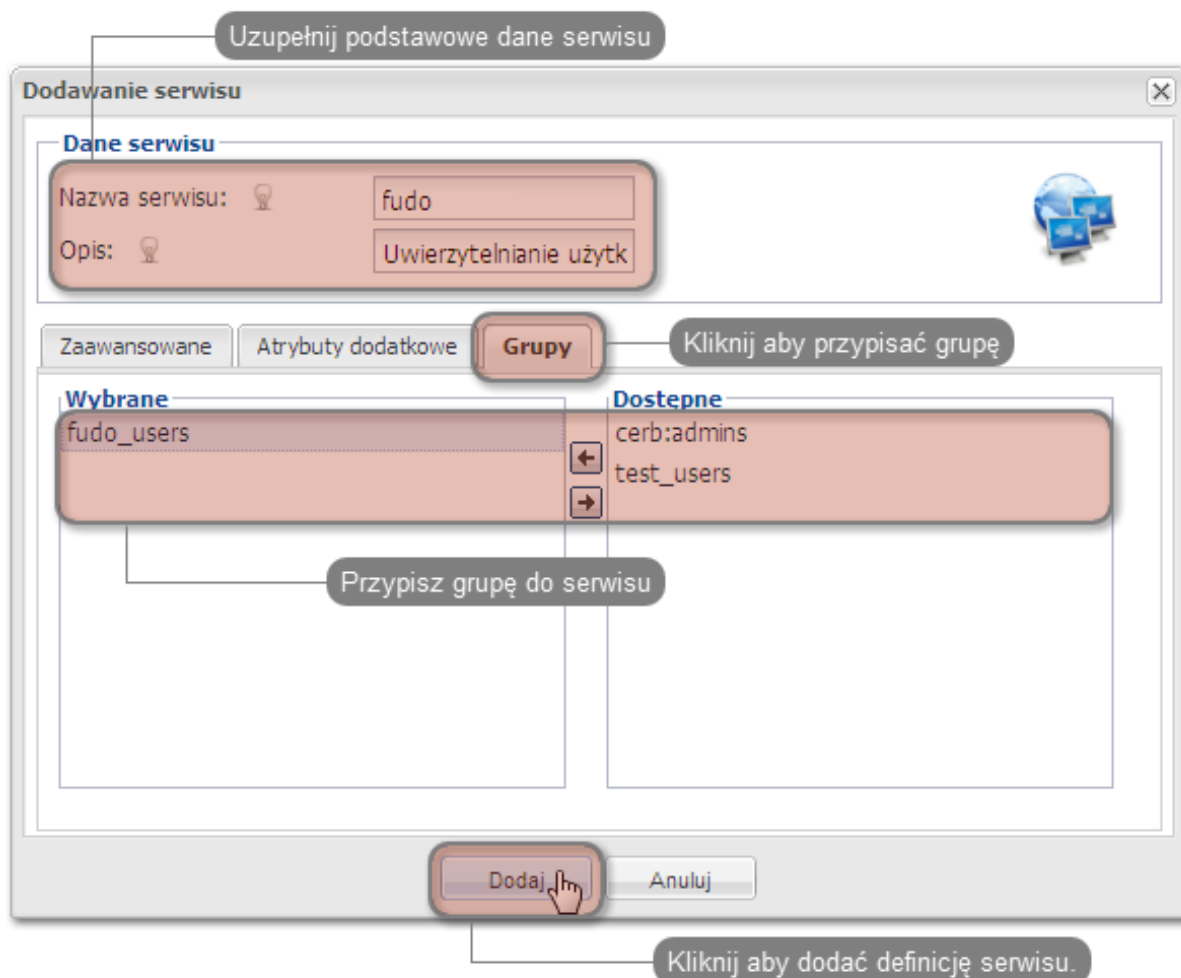 Uzupełnij podstawowe dane serwisu
Dodawanie serwisu
Dane serwisu
Nazwa serwisu: fudo
Opis: Uwierzytelnianie użytk
Zaawansowane Atrybuty dodatkowe Grupy Kliknij aby przypisać grupę
Wybrane Dostępne
fudo_users cerb:admins
test_users
Przypisz grupę do serwisu
Dodaj Anuluj
Kliknij aby dodać definicję serwisu.